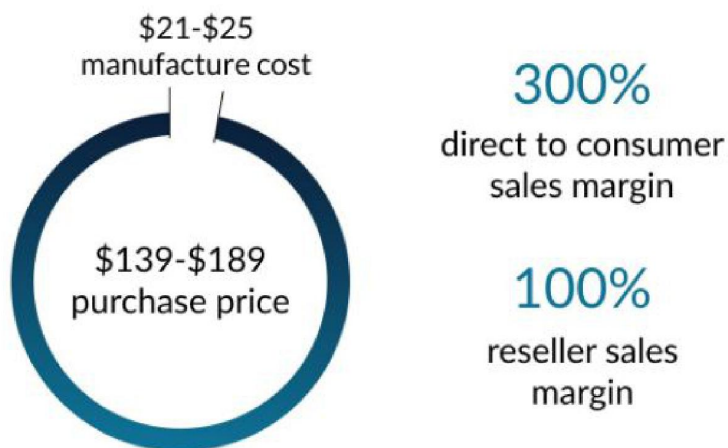 $21-$25
manufacture cost
$139-$189
purchase price
300%
direct to consumer
sales margin
100%
reseller sales
margin